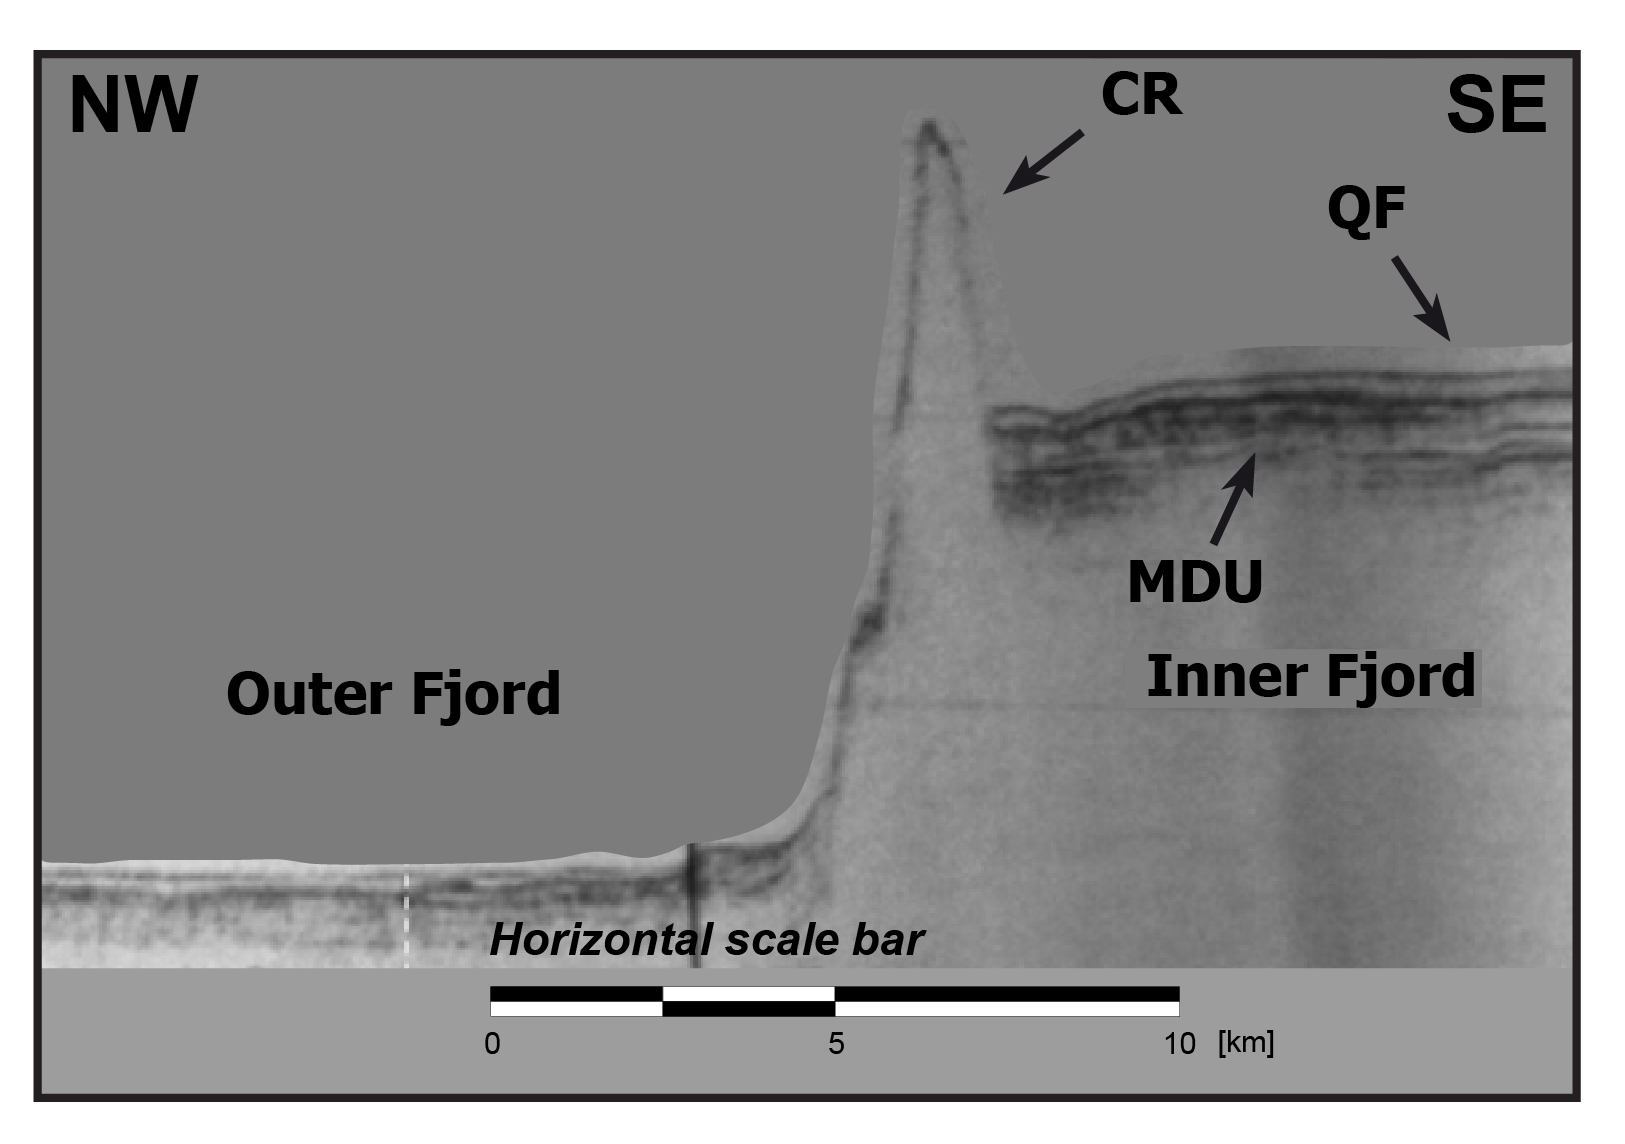 NW
CR
SE
QF
MDU
Inner Fjord
Outer Fjord
Horizontal scale bar
0 5 10 [km]